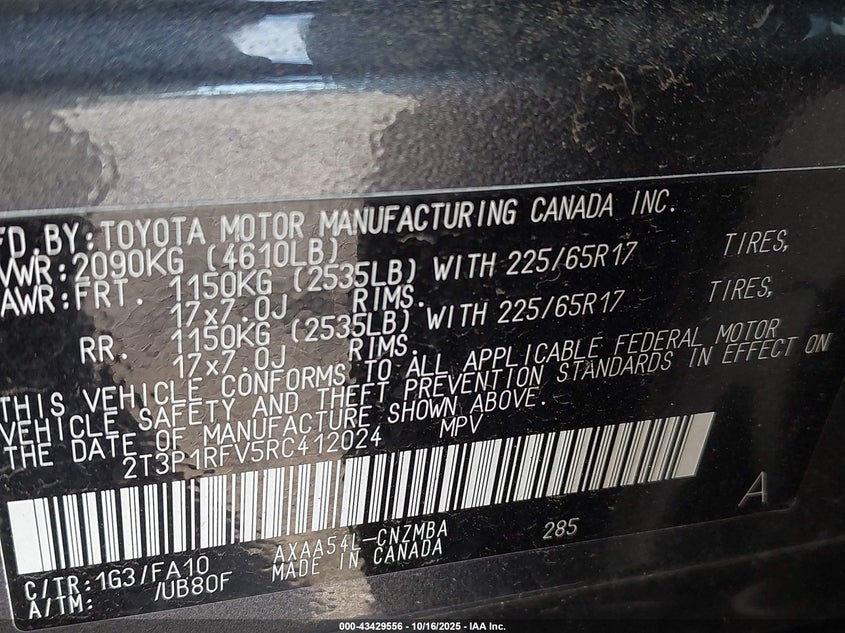 FD. BY: TOYOTA MOTOR MANUFACTURING CANADA INC.
VWR: 2090KG (4610LB)
AWR: FRT. 1150KG (2535LB) WITH 225/65R17 TIRES,
17x7.0J RIMS.
RR. 1150KG (2535LB) WITH 225/65R17 TIRES,
17x7.0J RIMS.
THIS VEHICLE CONFORMS TO ALL APPLICABLE FEDERAL MOTOR
VEHICLE SAFETY AND THEFT PREVENTION STANDARDS IN EFFECT ON
THE DATE OF MANUFACTURE SHOWN ABOVE.
2T3P1RFV5RC412024 MPV
A
C/TR: 1G3/FA10 AXAA54L-CNZMBA 285
A/TM: /UB80F MADE IN CANADA
000-43429556 - 10/16/2025 - IAA Inc.